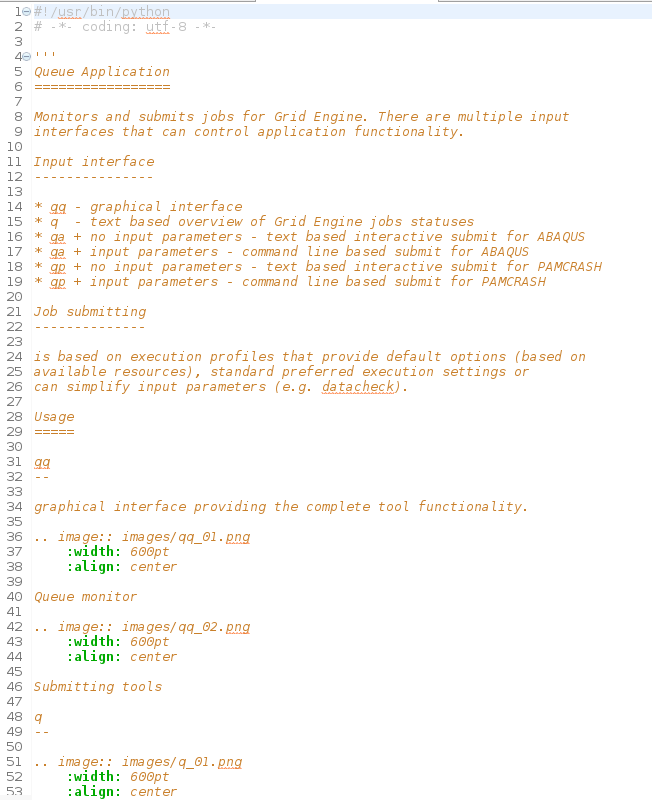 1 #!/usr/bin/python
2 # -*- coding: utf-8 -*-
3
4 '''
5 Queue Application
6 =================
7
8 Monitors and submits jobs for Grid Engine. There are multiple input
9 interfaces that can control application functionality.
10
11 Input interface
12 ---------------
13
14 * qq - graphical interface
15 * q  - text based overview of Grid Engine jobs statuses
16 * qa + no input parameters - text based interactive submit for ABAQUS
17 * qa + input parameters - command line based submit for ABAQUS
18 * qp + no input parameters - text based interactive submit for PAMCRASH
19 * qp + input parameters - command line based submit for PAMCRASH
20
21 Job submitting
22 --------------
23
24 is based on execution profiles that provide default options (based on
25 available resources), standard preferred execution settings or
26 can simplify input parameters (e.g. datacheck).
27
28 Usage
29 =====
30
31 qq
32 --
33
34 graphical interface providing the complete tool functionality.
35
36 .. image:: images/qq_01.png
37     :width: 600pt
38     :align: center
39
40 Queue monitor
41
42 .. image:: images/qq_02.png
43     :width: 600pt
44     :align: center
45
46 Submitting tools
47
48 q
49 --
50
51 .. image:: images/q_01.png
52     :width: 600pt
53     :align: center